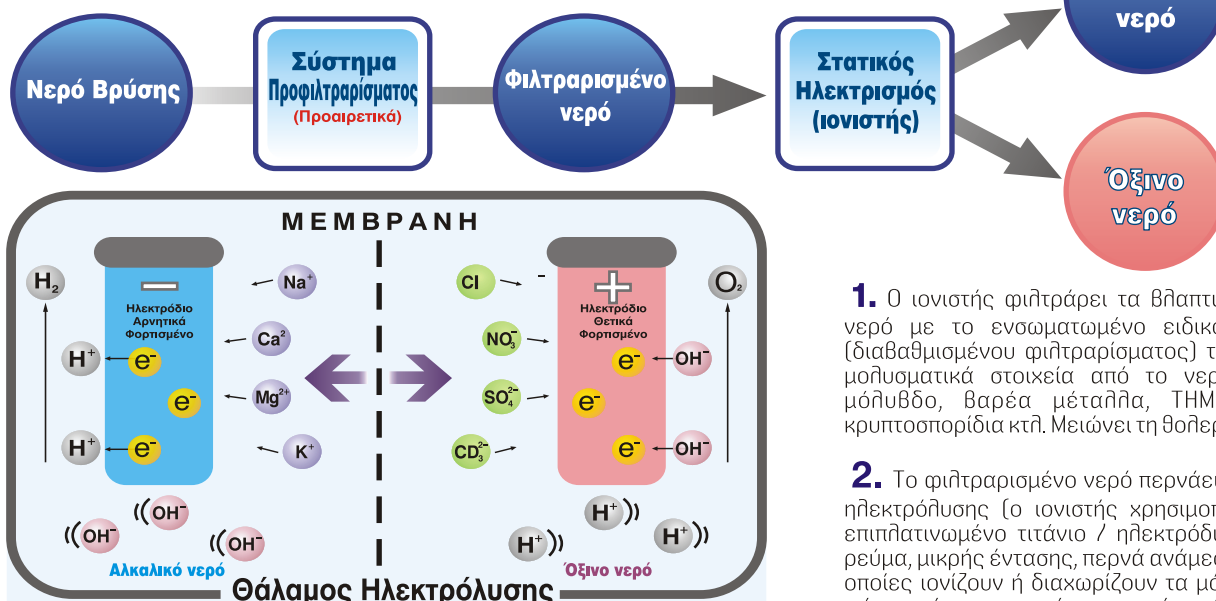 νερό
Νερό Βρύσης
Σύστημα
Προφιλτραρίσματος
(Προαιρετικά)
Φιλτραρισμένο
νερό
Στατικός
Ηλεκτρισμός
(ιονιστής)
Όξινο
νερό
ΜΕΜΒΡΑΝΗ
H₂
Ηλεκτρόδιο
Αρνητικά
Φορτισμένο
H⁺
e⁻
e⁻
H⁺
e⁻
Na⁺
Ca²
Mg²⁺
K⁺
Cl
-
NO₃⁻
SO₄²⁻
CD₃²⁻
Ηλεκτρόδιο
Θετικά
Φορτισμένο
e⁻
OH⁻
e⁻
e⁻
OH⁻
O₂
((OH⁻
((OH⁻
((OH⁻
H⁺))
H⁺))
H⁺))
Αλκαλικό νερό
Όξινο νερό
Θάλαμος Ηλεκτρόλυσης
1. Ο ιονιστής φιλτράρει τα βλαπτι
νερό με το ενσωματωμένο ειδικό
(διαβαθμισμένου φιλτραρίσματος) τ
μολυσματικά στοιχεία από το νερ
μόλυβδο, βαρέα μέταλλα, THM
κρυπτοσπορίδια κτλ. Μειώνει τη θολερ
2. Το φιλτραρισμένο νερό περνάει
ηλεκτρόλυσης (ο ιονιστής χρησιμοπ
επιπλατινωμένο τιτάνιο / ηλεκτρόδι
ρεύμα, μικρής έντασης, περνά ανάμεσ
οποίες ιονίζουν ή διαχωρίζουν τα μό